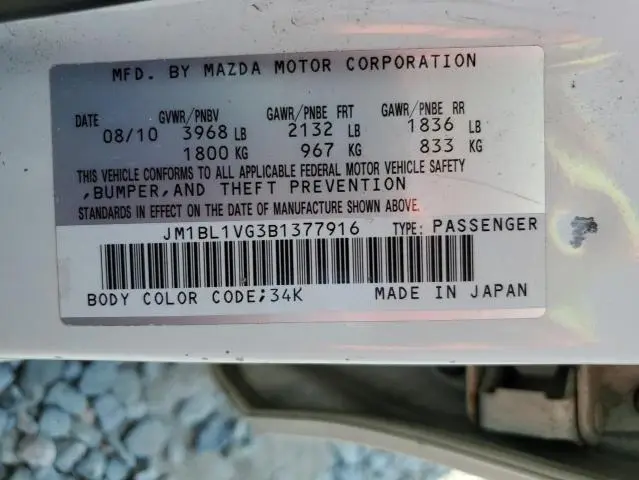 MFD. BY MAZDA MOTOR CORPORATION
DATE GVWR/PNBV GAWR/PNBE FRT GAWR/PNBE RR
08/10 3968 LB 2132 LB 1836 LB
1800 KG 967 KG 833 KG
THIS VEHICLE CONFORMS TO ALL APPLICABLE FEDERAL MOTOR VEHICLE SAFETY
,BUMPER,AND THEFT PREVENTION
STANDARDS IN EFFECT ON THE DATE OF MANUFACTURE SHOWN ABOVE.
JM1BL1VG3B1377916 TYPE: PASSENGER
BODY COLOR CODE;34K MADE IN JAPAN